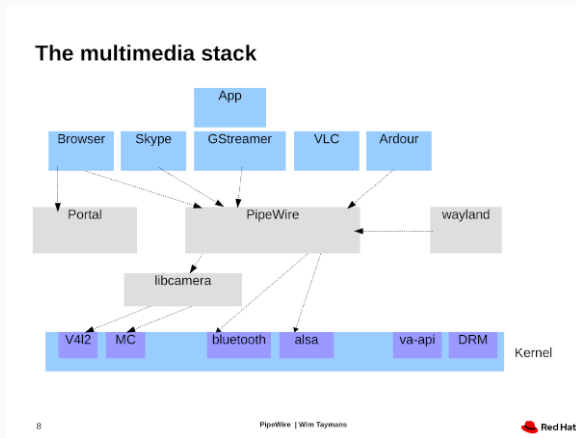 The multimedia stack
App
Browser
Skype
GStreamer
VLC
Ardour
Portal
PipeWire
wayland
libcamera
V4l2
MC
bluetooth
alsa
va-api
DRM
Kernel
8
PipeWire | Wim Taymans
Red Hat